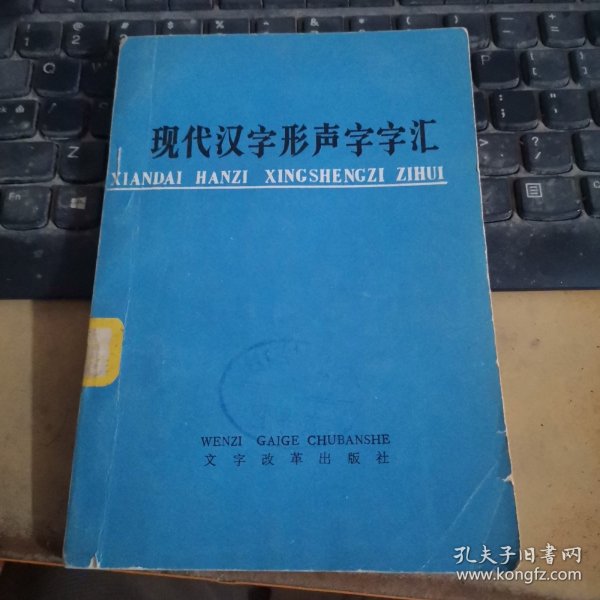 现代汉字形声字字汇
XIANDAI HANZI XINGSHENGZI ZIHUI
WENZI GAIGE CHUBANSHE
文字改革出版社
孔夫子旧书网
www.kongfz.com